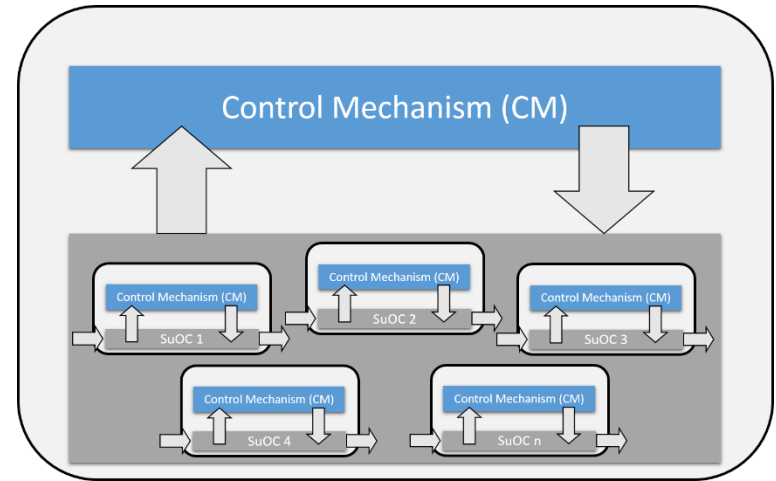 Control Mechanism (CM)
Control Mechanism (CM)
SuOC 1
Control Mechanism (CM)
SuOC 2
Control Mechanism (CM)
SuOC 3
Control Mechanism (CM)
SuOC 4
Control Mechanism (CM)
SuOC n